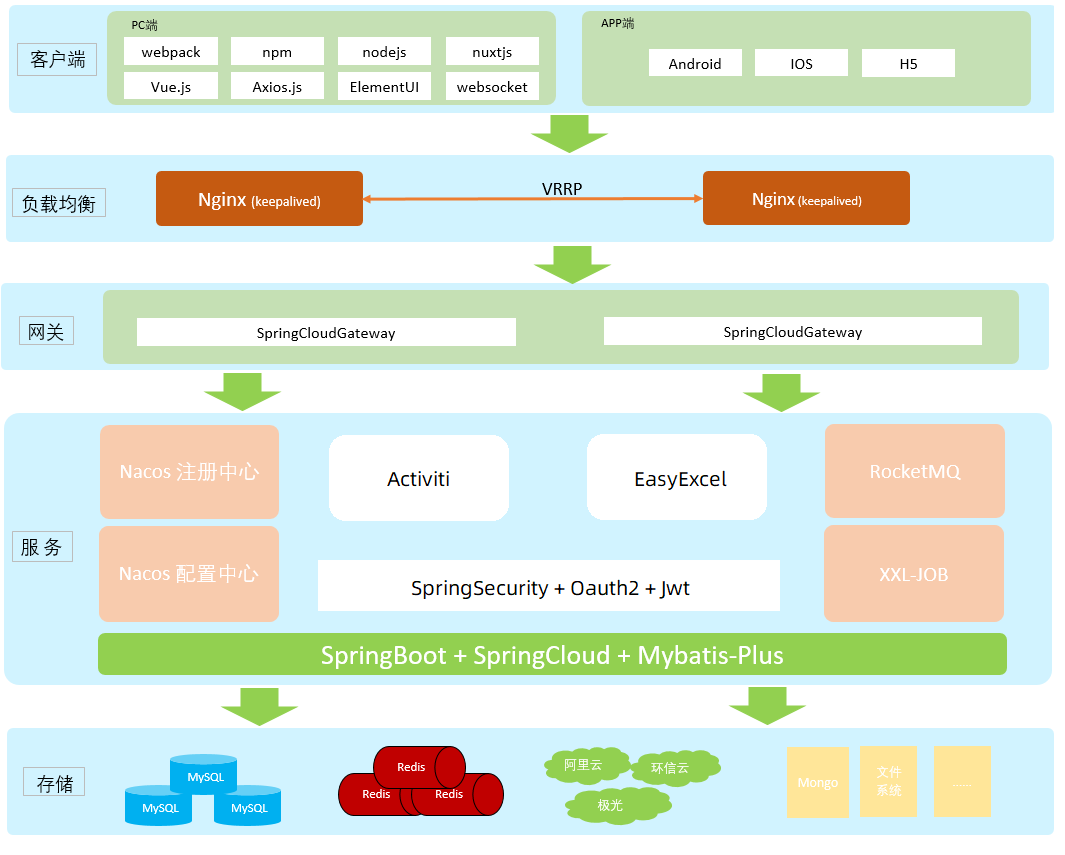 客户端
PC端
webpack
npm
nodejs
nuxtjs
Vue.js
Axios.js
ElementUI
websocket
APP端
Android
IOS
H5
负载均衡
Nginx (keepalived)
VRRP
Nginx (keepalived)
网关
SpringCloudGateway
SpringCloudGateway
服务
Nacos 注册中心
Activiti
EasyExcel
RocketMQ
Nacos 配置中心
SpringSecurity + Oauth2 + Jwt
XXL-JOB
SpringBoot + SpringCloud + Mybatis-Plus
存储
MySQL
MySQL
MySQL
Redis
Redis
Redis
阿里云
环信云
极光
Mongo
文件
系统
......